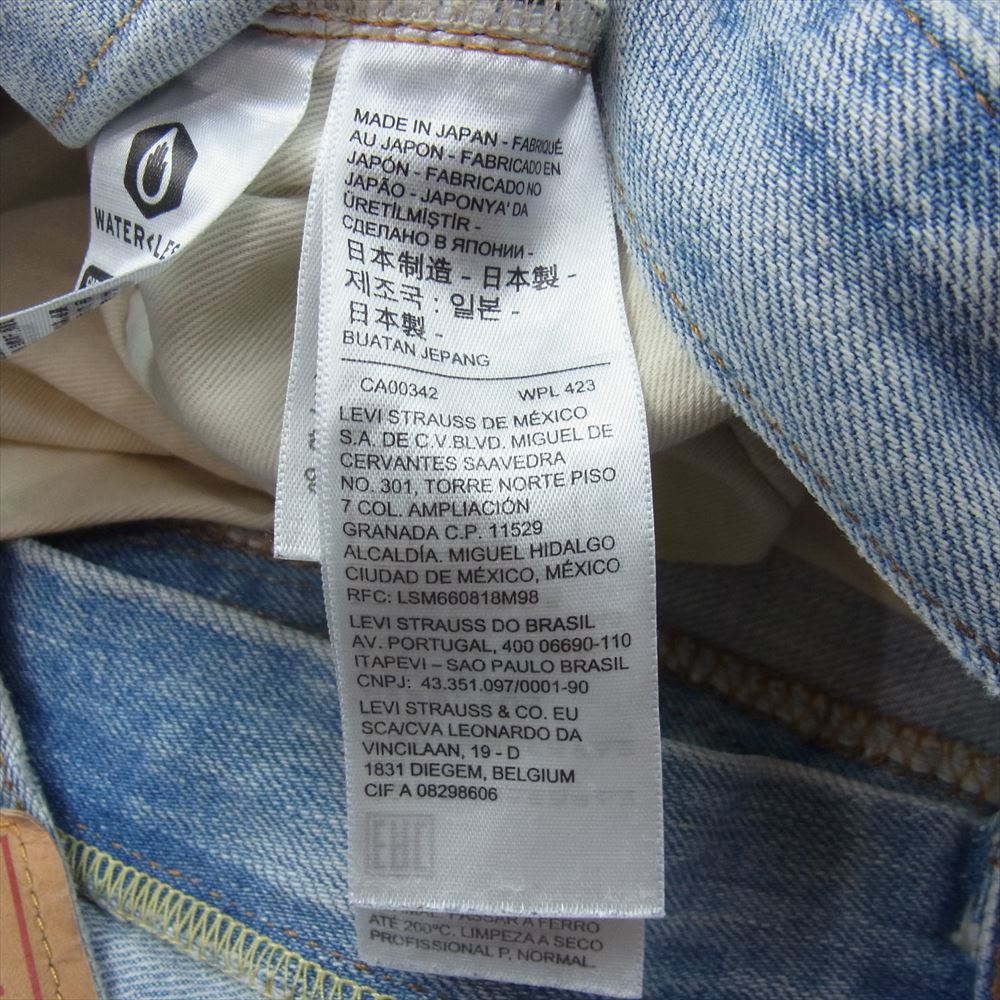 WATER<LE
MADE IN JAPAN - FABRIQUÉ
AU JAPON - FABRICADO EN
JAPÓN - FABRICADO NO
JAPÃO - JAPONYA' DA
ÜRETİLMİŞTİR -
СДЕЛАНО В ЯПОНИИ -
日本制造 - 日本製 -
제조국 : 일본 -
日本製 -
BUATAN JEPANG
CA00342 WPL 423
LEVI STRAUSS DE MÉXICO
S.A. DE C.V.BLVD. MIGUEL DE
CERVANTES SAAVEDRA
NO. 301, TORRE NORTE PISO
7 COL. AMPLIACIÓN
GRANADA C.P. 11529
ALCALDÍA. MIGUEL HIDALGO
CIUDAD DE MÉXICO, MÉXICO
RFC: LSM660818M98
LEVI STRAUSS DO BRASIL
AV. PORTUGAL, 400 06690-110
ITAPEVI – SAO PAULO BRASIL
CNPJ: 43.351.097/0001-90
LEVI STRAUSS & CO. EU
SCA/CVA LEONARDO DA
VINCILAAN, 19 - D
1831 DIEGEM, BELGIUM
CIF A 08298606
EAC
PASSAR A FERRO
ATÉ 200°C. LIMPEZA A SECO
PROFISSIONAL P, NORMAL.